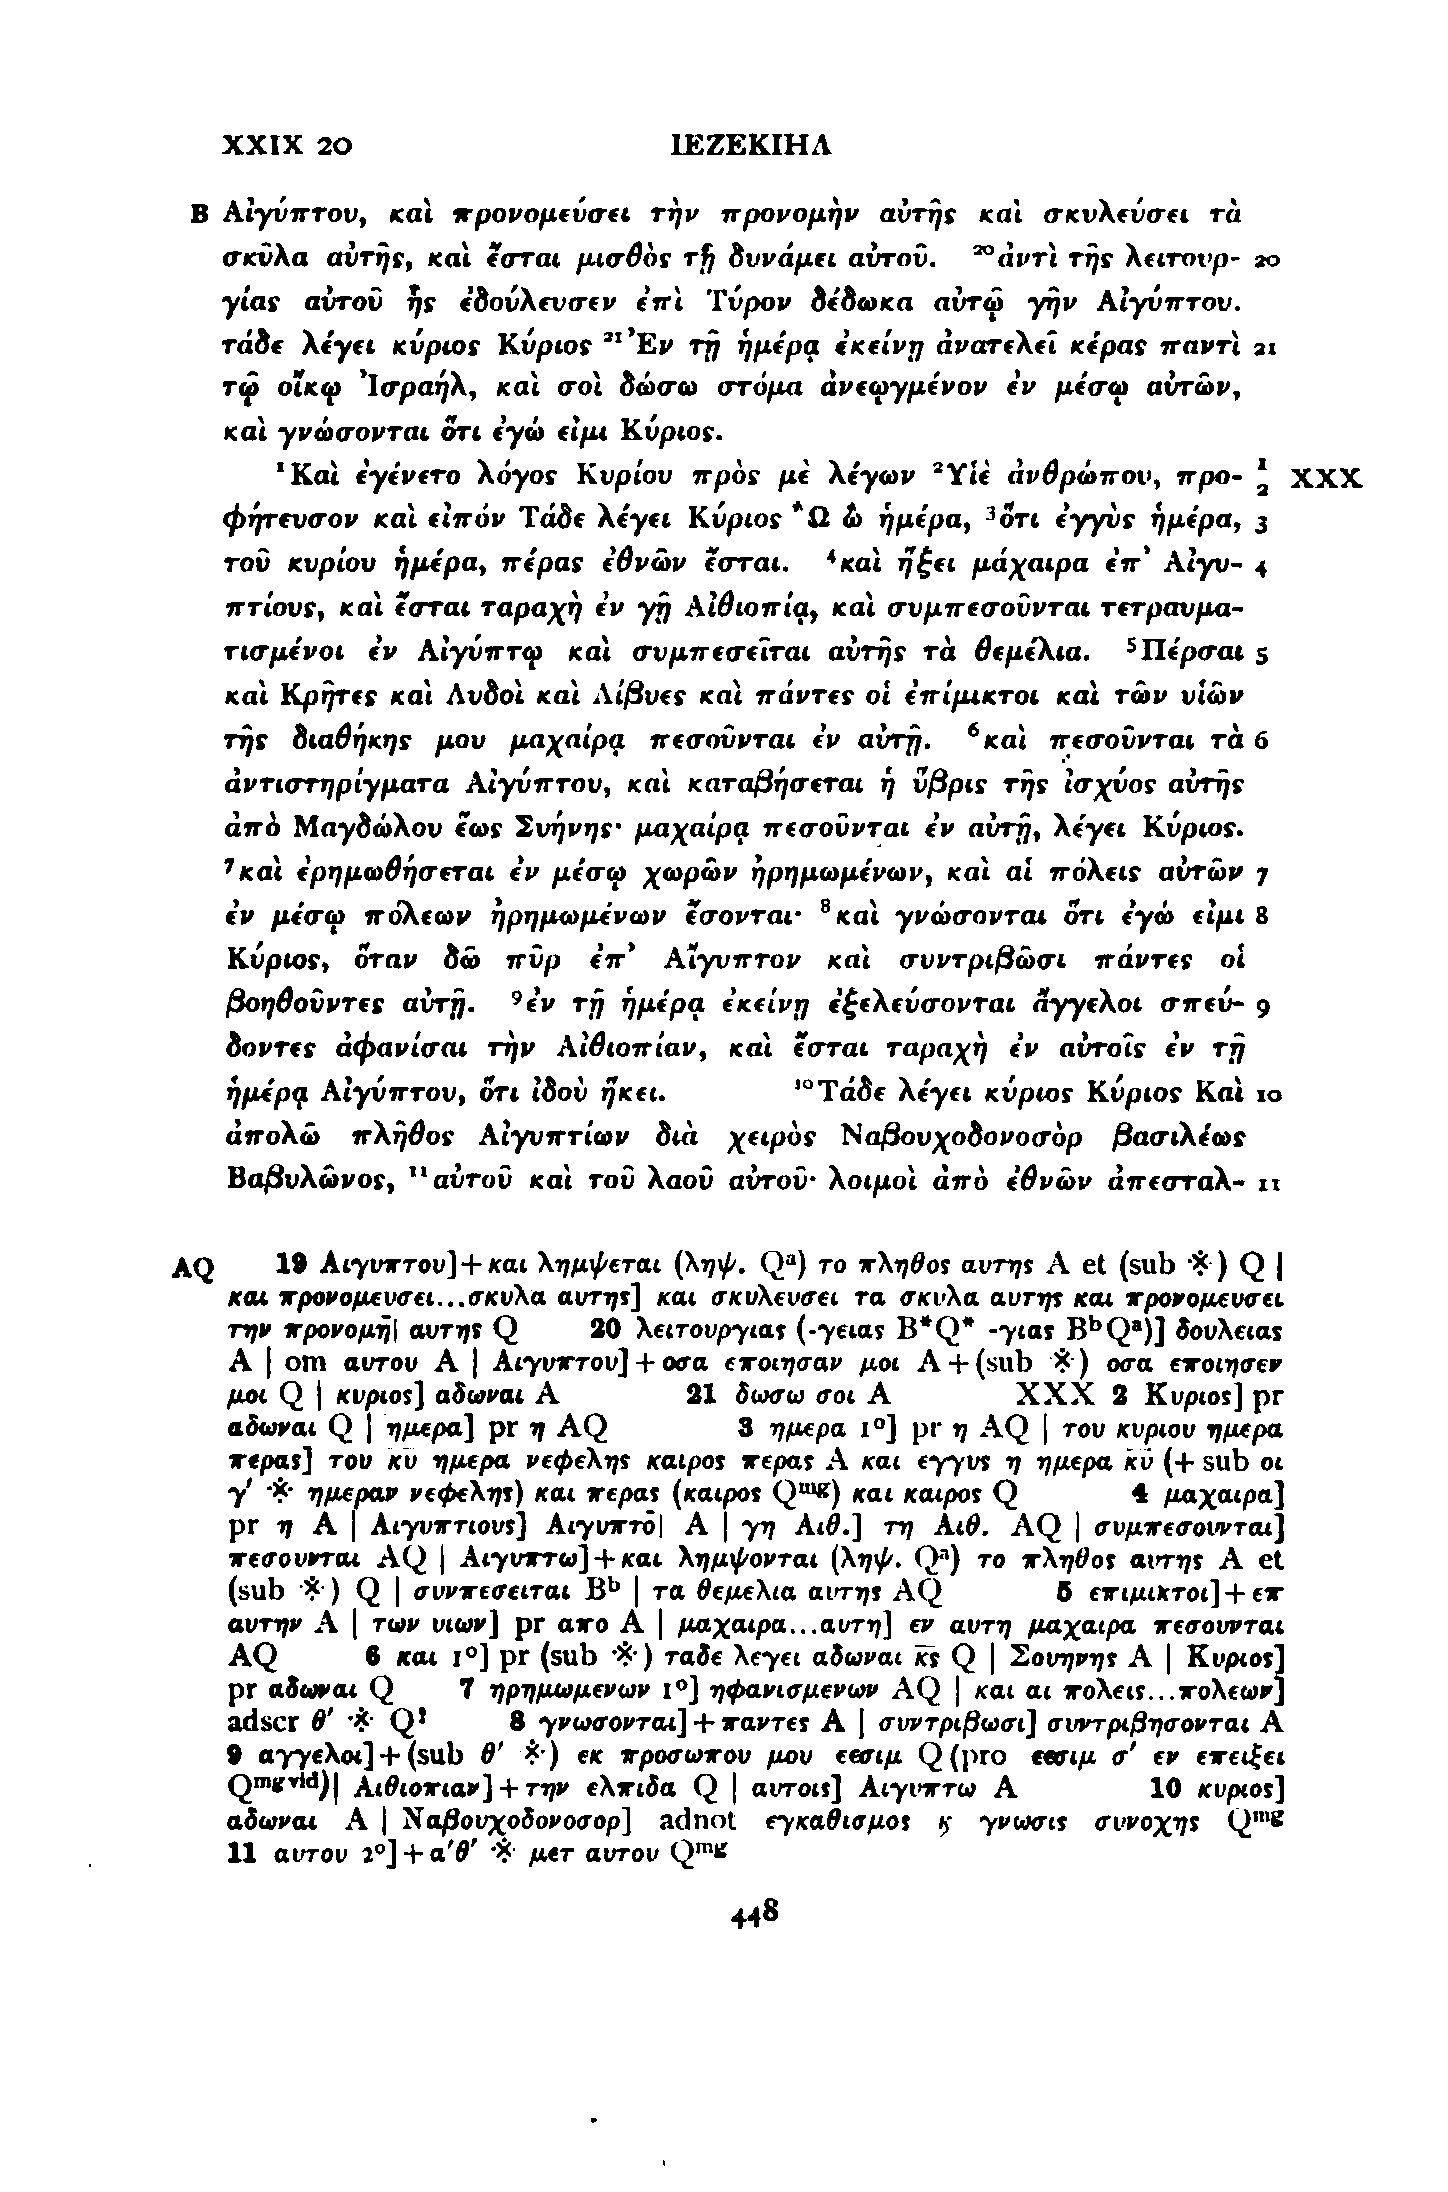 XXIX 20 ΙΕΖΕΚΙΗΛ
B Αἰγύπτου, καὶ προνομεύσει τὴν προνομὴν αὐτῆς καὶ σκυλεύσει τὰ
σκῦλα αὐτῆς, καὶ ἔσται μισθὸς τῇ δυνάμει αὐτοῦ. ²⁰ἀντὶ τῆς λειτουρ- 20
γίας αὐτοῦ ἧς ἐδούλευσεν ἐπὶ Τύρον δέδωκα αὐτῷ γῆν Αἰγύπτου.
τάδε λέγει κύριος Κύριος ²¹Ἐν τῇ ἡμέρᾳ ἐκείνῃ ἀνατελεῖ κέρας παντὶ 21
τῷ οἴκῳ Ἰσραήλ, καὶ σοὶ δώσω στόμα ἀνεῳγμένον ἐν μέσῳ αὐτῶν,
καὶ γνώσονται ὅτι ἐγώ εἰμι Κύριος.
¹Καὶ ἐγένετο λόγος Κυρίου πρὸς μὲ λέγων ²Υἱὲ ἀνθρώπου, προ- 1 2 XXX
φήτευσον καὶ εἰπόν Τάδε λέγει Κύριος Ὢ ὢ ἡμέρα, ³ὅτι ἐγγὺς ἡμέρα, 3
τοῦ κυρίου ἡμέρα, πέρας ἐθνῶν ἔσται. ⁴καὶ ἥξει μάχαιρα ἐπ᾽ Αἰγυ- 4
πτίους, καὶ ἔσται ταραχὴ ἐν γῇ Αἰθιοπίᾳ, καὶ συμπεσοῦνται τετραυμα-
τισμένοι ἐν Αἰγύπτῳ καὶ συμπεσεῖται αὐτῆς τὰ θεμέλια. ⁵Πέρσαι 5
καὶ Κρῆτες καὶ Λυδοὶ καὶ Λίβυες καὶ πάντες οἱ ἐπίμικτοι καὶ τῶν υἱῶν
τῆς διαθήκης μου μαχαίρᾳ πεσοῦνται ἐν αὐτῇ. ⁶καὶ πεσοῦνται τὰ 6
ἀντιστηρίγματα Αἰγύπτου, καὶ καταβήσεται ἡ ὕβρις τῆς ἰσχύος αὐτῆς
ἀπὸ Μαγδώλου ἕως Συήνης· μαχαίρᾳ πεσοῦνται ἐν αὐτῇ, λέγει Κύριος.
⁷καὶ ἐρημωθήσεται ἐν μέσῳ χωρῶν ἠρημωμένων, καὶ αἱ πόλεις αὐτῶν 7
ἐν μέσῳ πόλεων ἠρημωμένων ἔσονται· ⁸καὶ γνώσονται ὅτι ἐγώ εἰμι 8
Κύριος, ὅταν δῶ πῦρ ἐπ᾽ Αἴγυπτον καὶ συντριβῶσι πάντες οἱ
βοηθοῦντες αὐτῇ. ⁹ἐν τῇ ἡμέρᾳ ἐκείνῃ ἐξελεύσονται ἄγγελοι σπεύ- 9
δοντες ἀφανίσαι τὴν Αἰθιοπίαν, καὶ ἔσται ταραχὴ ἐν αὐτοῖς ἐν τῇ
ἡμέρᾳ Αἰγύπτου, ὅτι ἰδοὺ ἥκει. ¹⁰Τάδε λέγει κύριος Κύριος Καὶ 10
ἀπολῶ πλῆθος Αἰγυπτίων διὰ χειρὸς Ναβουχοδονοσὸρ βασιλέως
Βαβυλῶνος, ¹¹αὐτοῦ καὶ τοῦ λαοῦ αὐτοῦ· λοιμοὶ ἀπὸ ἐθνῶν ἀπεσταλ- 11
AQ 19 Αιγυπτου]+και λημψεται (ληψ. Qᵃ) το πληθος αυτης A et (sub ※) Q |
και προνομευσει...σκυλα αυτης] και σκυλευσει τα σκυλα αυτης και προνομευσει
την προνομη̄| αυτης Q 20 λειτουργιας (-γειας B*Q* -γιας BᵇQᵃ)] δουλειας
A | om αυτου A | Αιγυπτου]+οσα εποιησαν μοι A+(sub ※) οσα εποιησεν
μοι Q | κυριος] αδωναι A 21 δωσω σοι A XXX 2 Κυριος] pr
αδωναι Q | ημερα] pr η AQ 3 ημερα 1°] pr η AQ | του κυριου ημερα
περας] του κ̅υ̅ ημερα νεφελης καιρος περας A και εγγυς η ημερα κ̅υ̅ (+sub οι
γ′ ※ ημεραν νεφελης) και περας (καιρος Qᵐᵍ) και καιρος Q 4 μαχαιρα]
pr η A | Αιγυπτιους] Αιγυπτο̄| A | γη Αιθ.] τη Αιθ. AQ | συμπεσουνται]
πεσουνται AQ | Αιγυπτω]+και λημψονται (ληψ. Qᵃ) το πληθος αυτης A et
(sub ※) Q | συνπεσειται Bᵇ | τα θεμελια αυτης AQ 5 επιμικτοι]+επ
αυτην A | των υιων] pr απο A | μαχαιρα...αυτη] εν αυτη μαχαιρα πεσουνται
AQ 6 και 1°] pr (sub ※) ταδε λεγει αδωναι κ̅ς̅ Q | Σουηνης A | Κυριος]
pr αδωναι Q 7 ηρημωμενων 1°] ηφανισμενων AQ | και αι πολεις...πολεων]
adscr θ′ ※ Q 8 γνωσονται]+παντες A | συντριβωσι] συντριβησονται A
9 αγγελοι]+(sub θ′ ※) εκ προσωπου μου εεσιμ Q (pro εεσιμ σ′ εν επειξει
Qᵐᵍ ᵛⁱᵈ)| Αιθιοπιαν]+την ελπιδα Q | αυτοις] Αιγυπτω A 10 κυριος]
αδωναι A | Ναβουχοδονοσορ] adnot εγκαθισμος ϗ γνωσις συνοχης Qᵐᵍ
11 αυτου 2°]+α′θ′ ※ μετ αυτου Qᵐᵍ
448